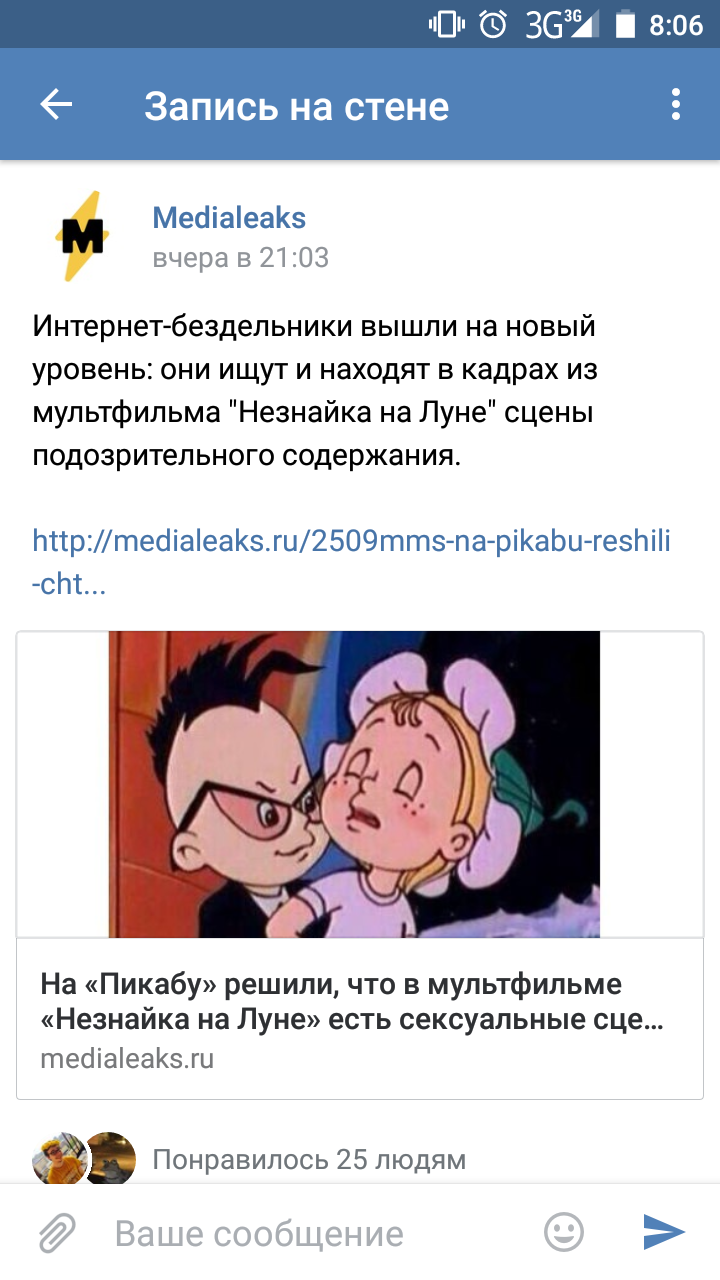 3G 3G 8:06
Запись на стене
M
Medialeaks
вчера в 21:03
Интернет-бездельники вышли на новый
уровень: они ищут и находят в кадрах из
мультфильма "Незнайка на Луне" сцены
подозрительного содержания.
http://medialeaks.ru/2509mms-na-pikabu-reshili
-cht...
На «Пикабу» решили, что в мультфильме
«Незнайка на Луне» есть сексуальные сце...
medialeaks.ru
Понравилось 25 людям
Ваше сообщение